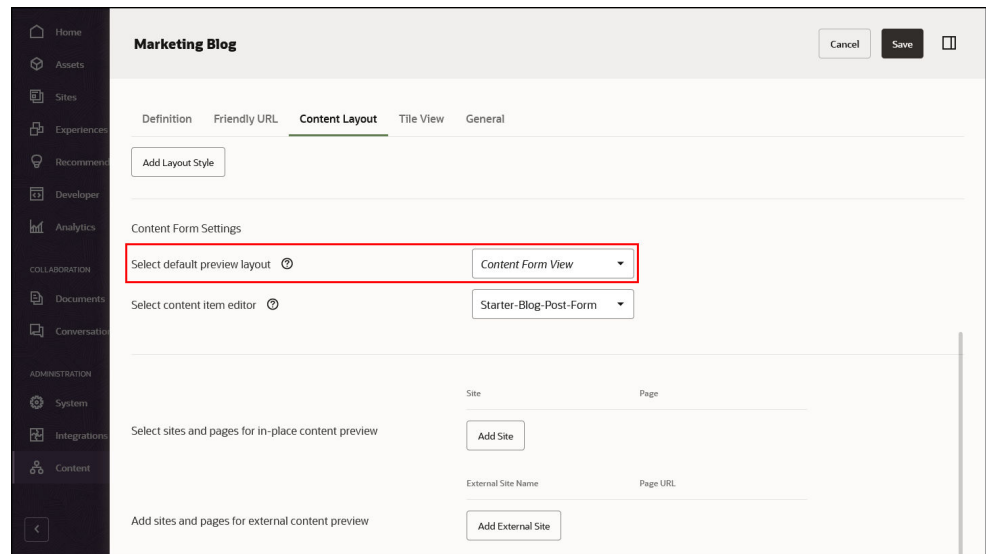 Home
Assets
Sites
Experiences
Recommend
Developer
Analytics
COLLABORATION
Documents
Conversatio
ADMINISTRATION
System
Integrations
Content
Marketing Blog
Cancel
Save
Definition Friendly URL Content Layout Tile View General
Add Layout Style
Content Form Settings
Select default preview layout Content Form View
Select content item editor Starter-Blog-Post-Form
Site Page
Select sites and pages for in-place content preview Add Site
External Site Name Page URL
Add sites and pages for external content preview Add External Site